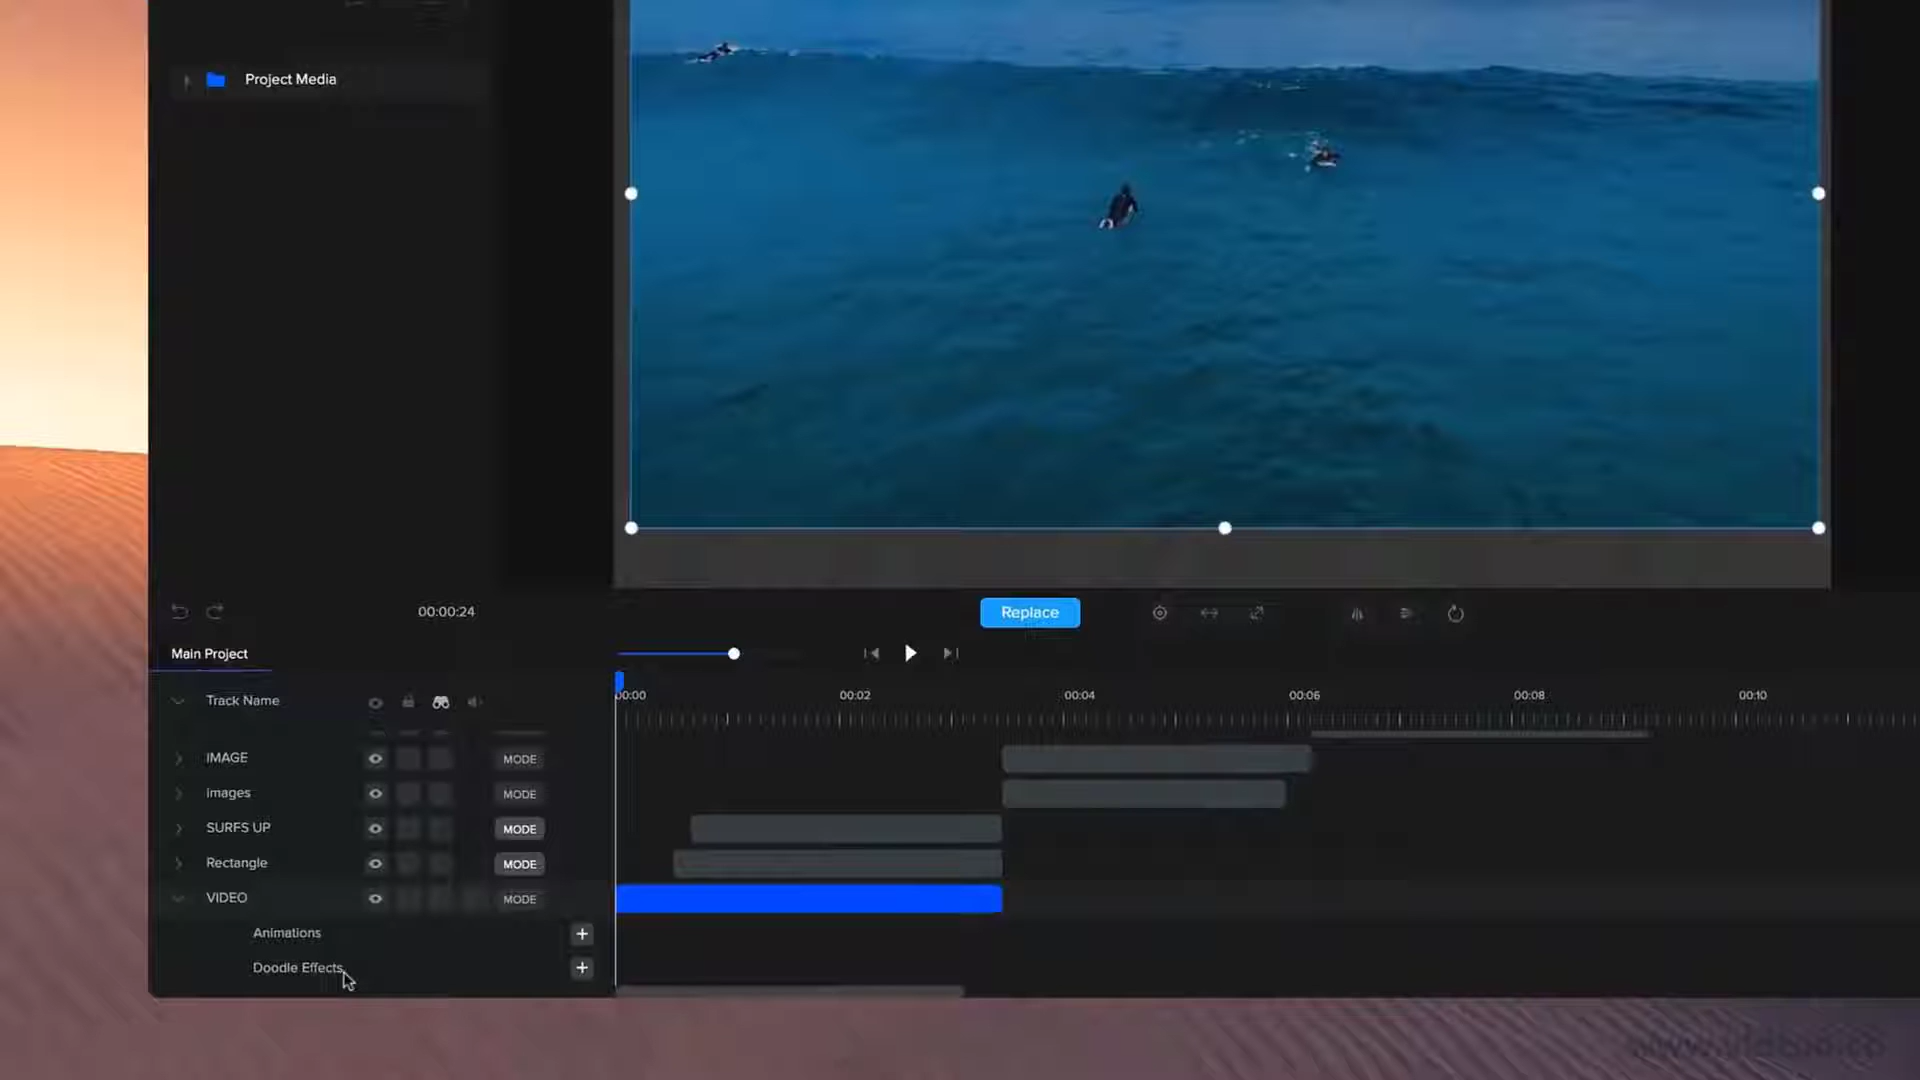 Project Media
00:00:24
Replace
Main Project
Track Name
00:00 00:02 00:04 00:06 00:08 00:10
IMAGE MODE
images MODE
SURFS UP MODE
Rectangle MODE
VIDEO MODE
Animations +
Doodle Effects +